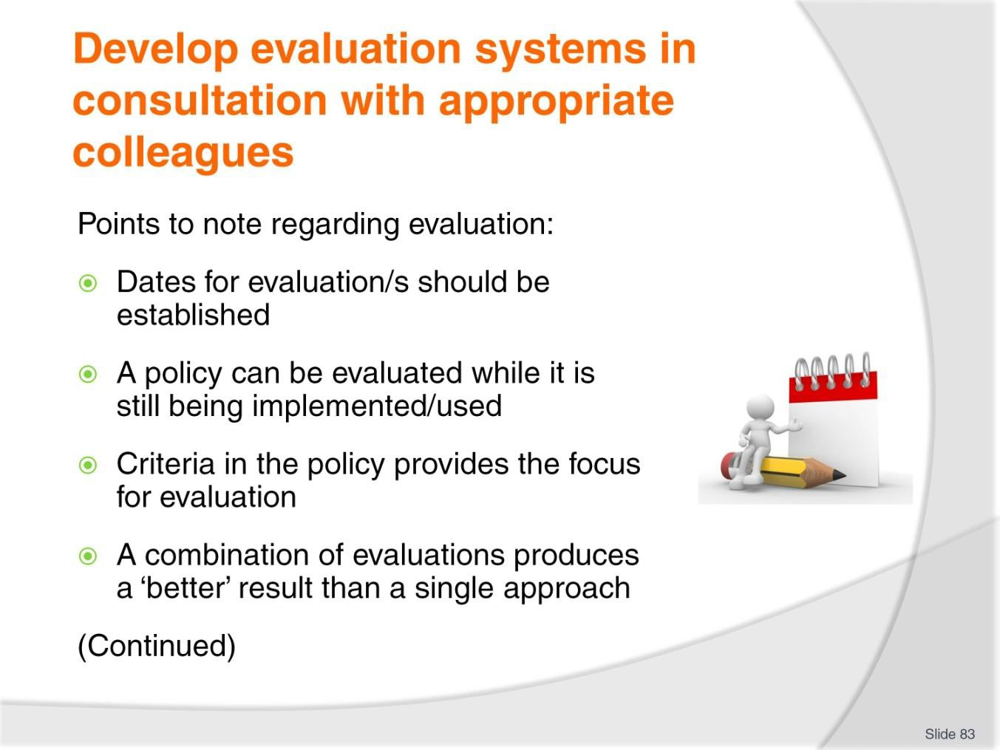 Develop evaluation systems in
consultation with appropriate
colleagues
Points to note regarding evaluation:
Dates for evaluation/s should be
established
A policy can be evaluated while it is
still being implemented/used
Criteria in the policy provides the focus
for evaluation
A combination of evaluations produces
a ‘better’ result than a single approach
(Continued)
Slide 83